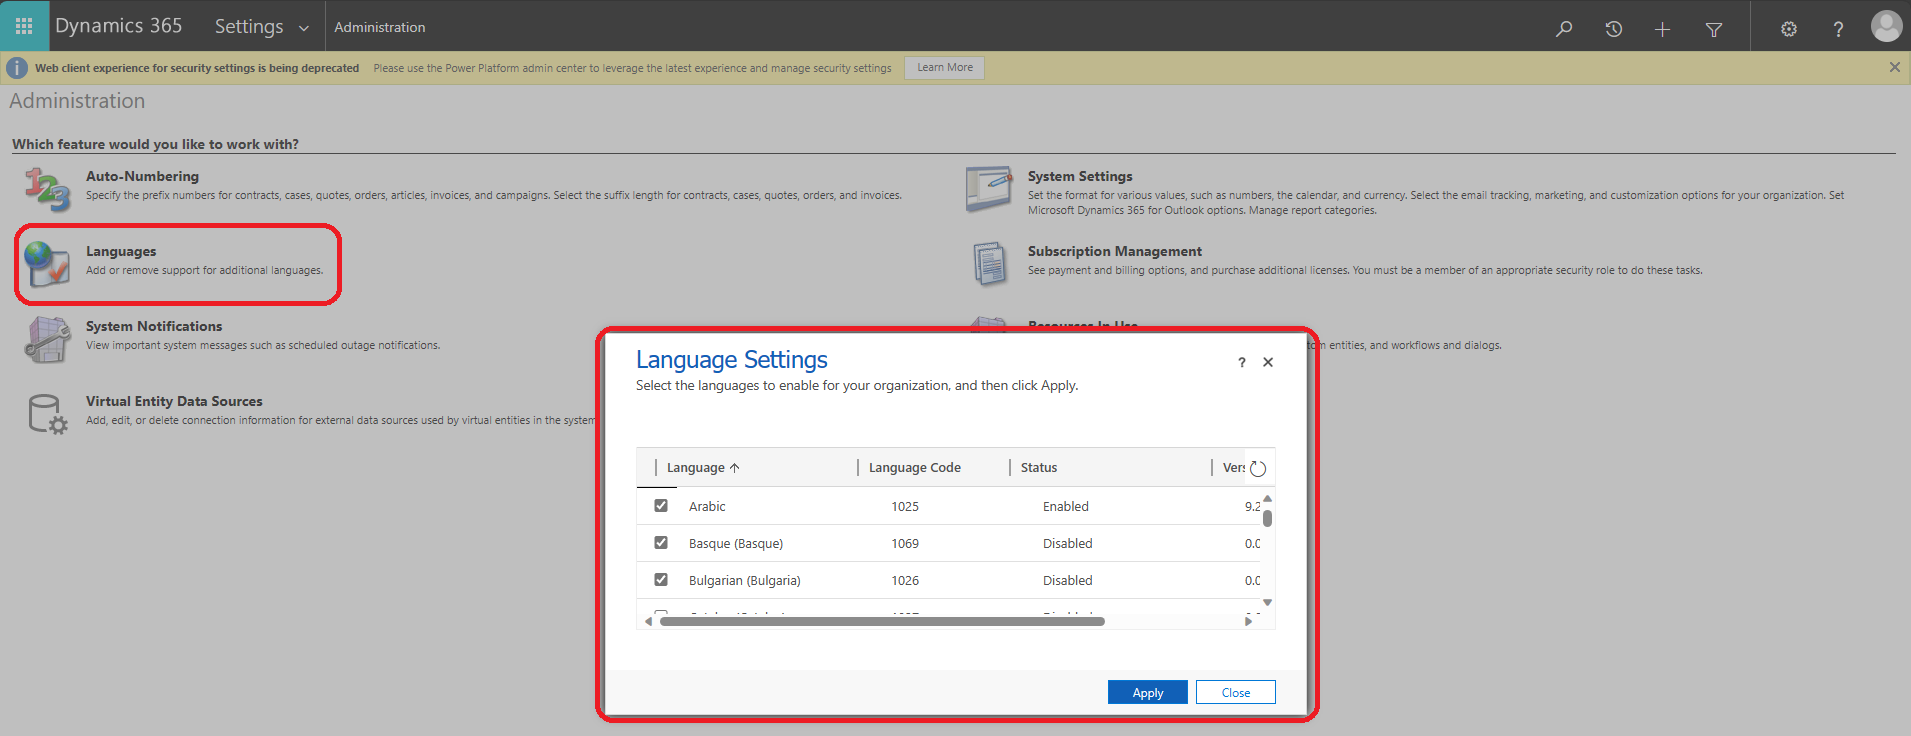 Dynamics 365 Settings Administration ?
i Web client experience for security settings is being deprecated Please use the Power Platform admin center to leverage the latest experience and manage security settings Learn More
Administration
Which feature would you like to work with?
123
Auto-Numbering
Specify the prefix numbers for contracts, cases, quotes, orders, articles, invoices, and campaigns. Select the suffix length for contracts, cases, quotes, orders, and invoices.
System Settings
Set the format for various values, such as numbers, the calendar, and currency. Select the email tracking, marketing, and customization options for your organization. Set
Microsoft Dynamics 365 for Outlook options. Manage report categories.
Languages
Add or remove support for additional languages.
Subscription Management
See payment and billing options, and purchase additional licenses. You must be a member of an appropriate security role to do these tasks.
System Notifications
View important system messages such as scheduled outage notifications.
Resources In Use
tom entities, and workflows and dialogs.
Virtual Entity Data Sources
Add, edit, or delete connection information for external data sources used by virtual entities in the system
Language Settings ?
Select the languages to enable for your organization, and then click Apply.
Language Language Code Status Vers
Arabic 1025 Enabled 9.2
Basque (Basque) 1069 Disabled 0.0
Bulgarian (Bulgaria) 1026 Disabled 0.0
Apply Close